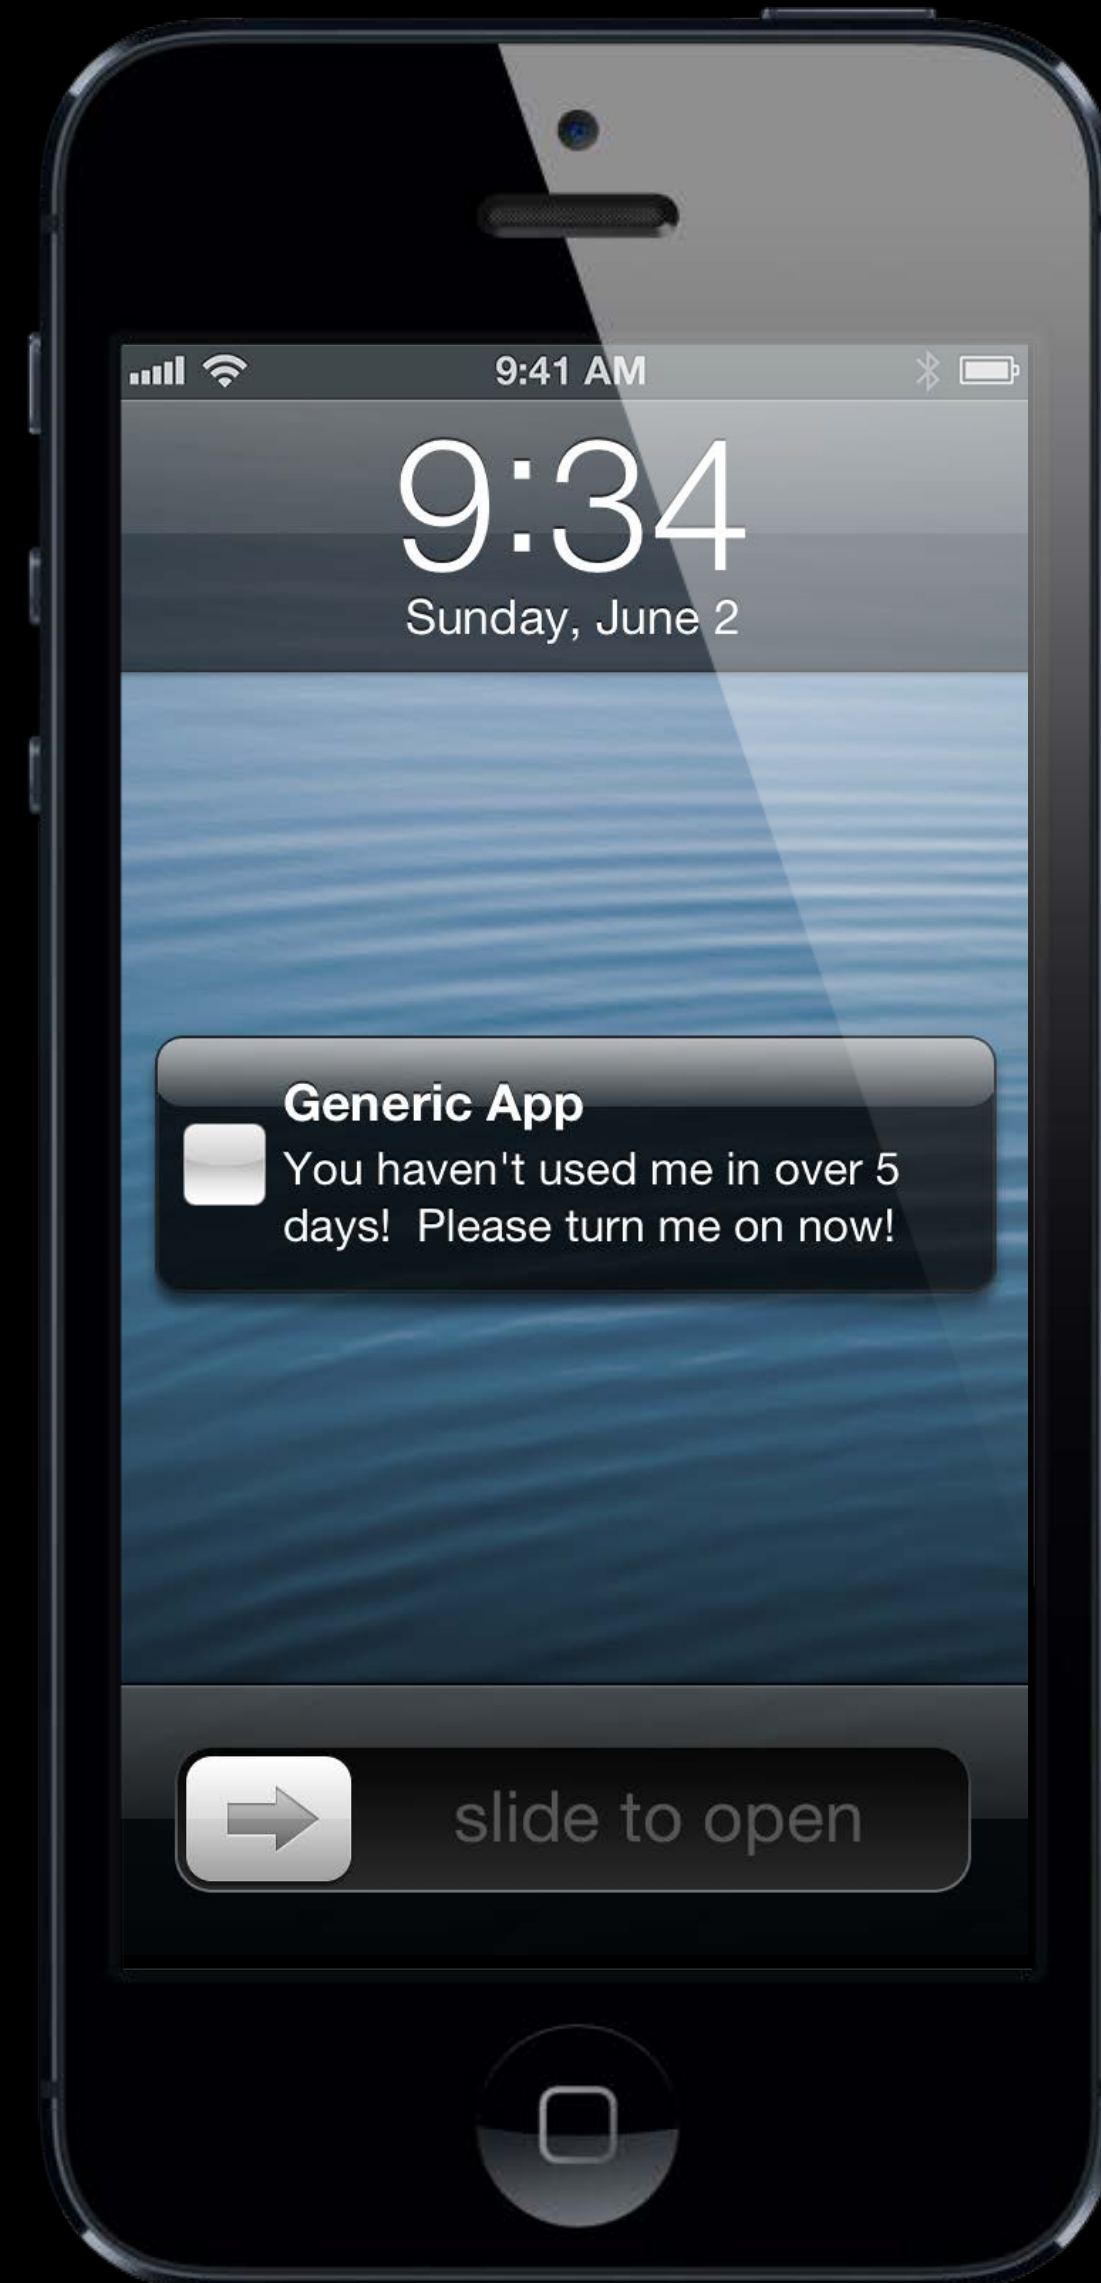 9:41 AM
9:34
Sunday, June 2
Generic App
You haven't used me in over 5
days!  Please turn me on now!
slide to open